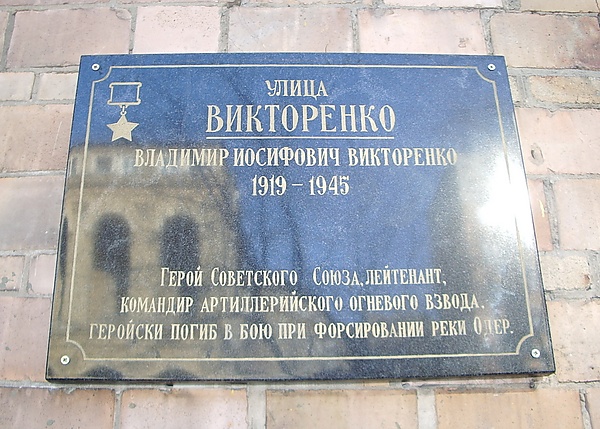 УЛИЦА
ВИКТОРЕНКО
ВЛАДИМИР ИОСИФОВИЧ ВИКТОРЕНКО
1919 – 1945
ГЕРОЙ СОВЕТСКОГО СОЮЗА, ЛЕЙТЕНАНТ,
КОМАНДИР АРТИЛЛЕРИЙСКОГО ОГНЕВОГО ВЗВОДА,
ГЕРОЙСКИ ПОГИБ В БОЮ ПРИ ФОРСИРОВАНИИ РЕКИ ОДЕР.